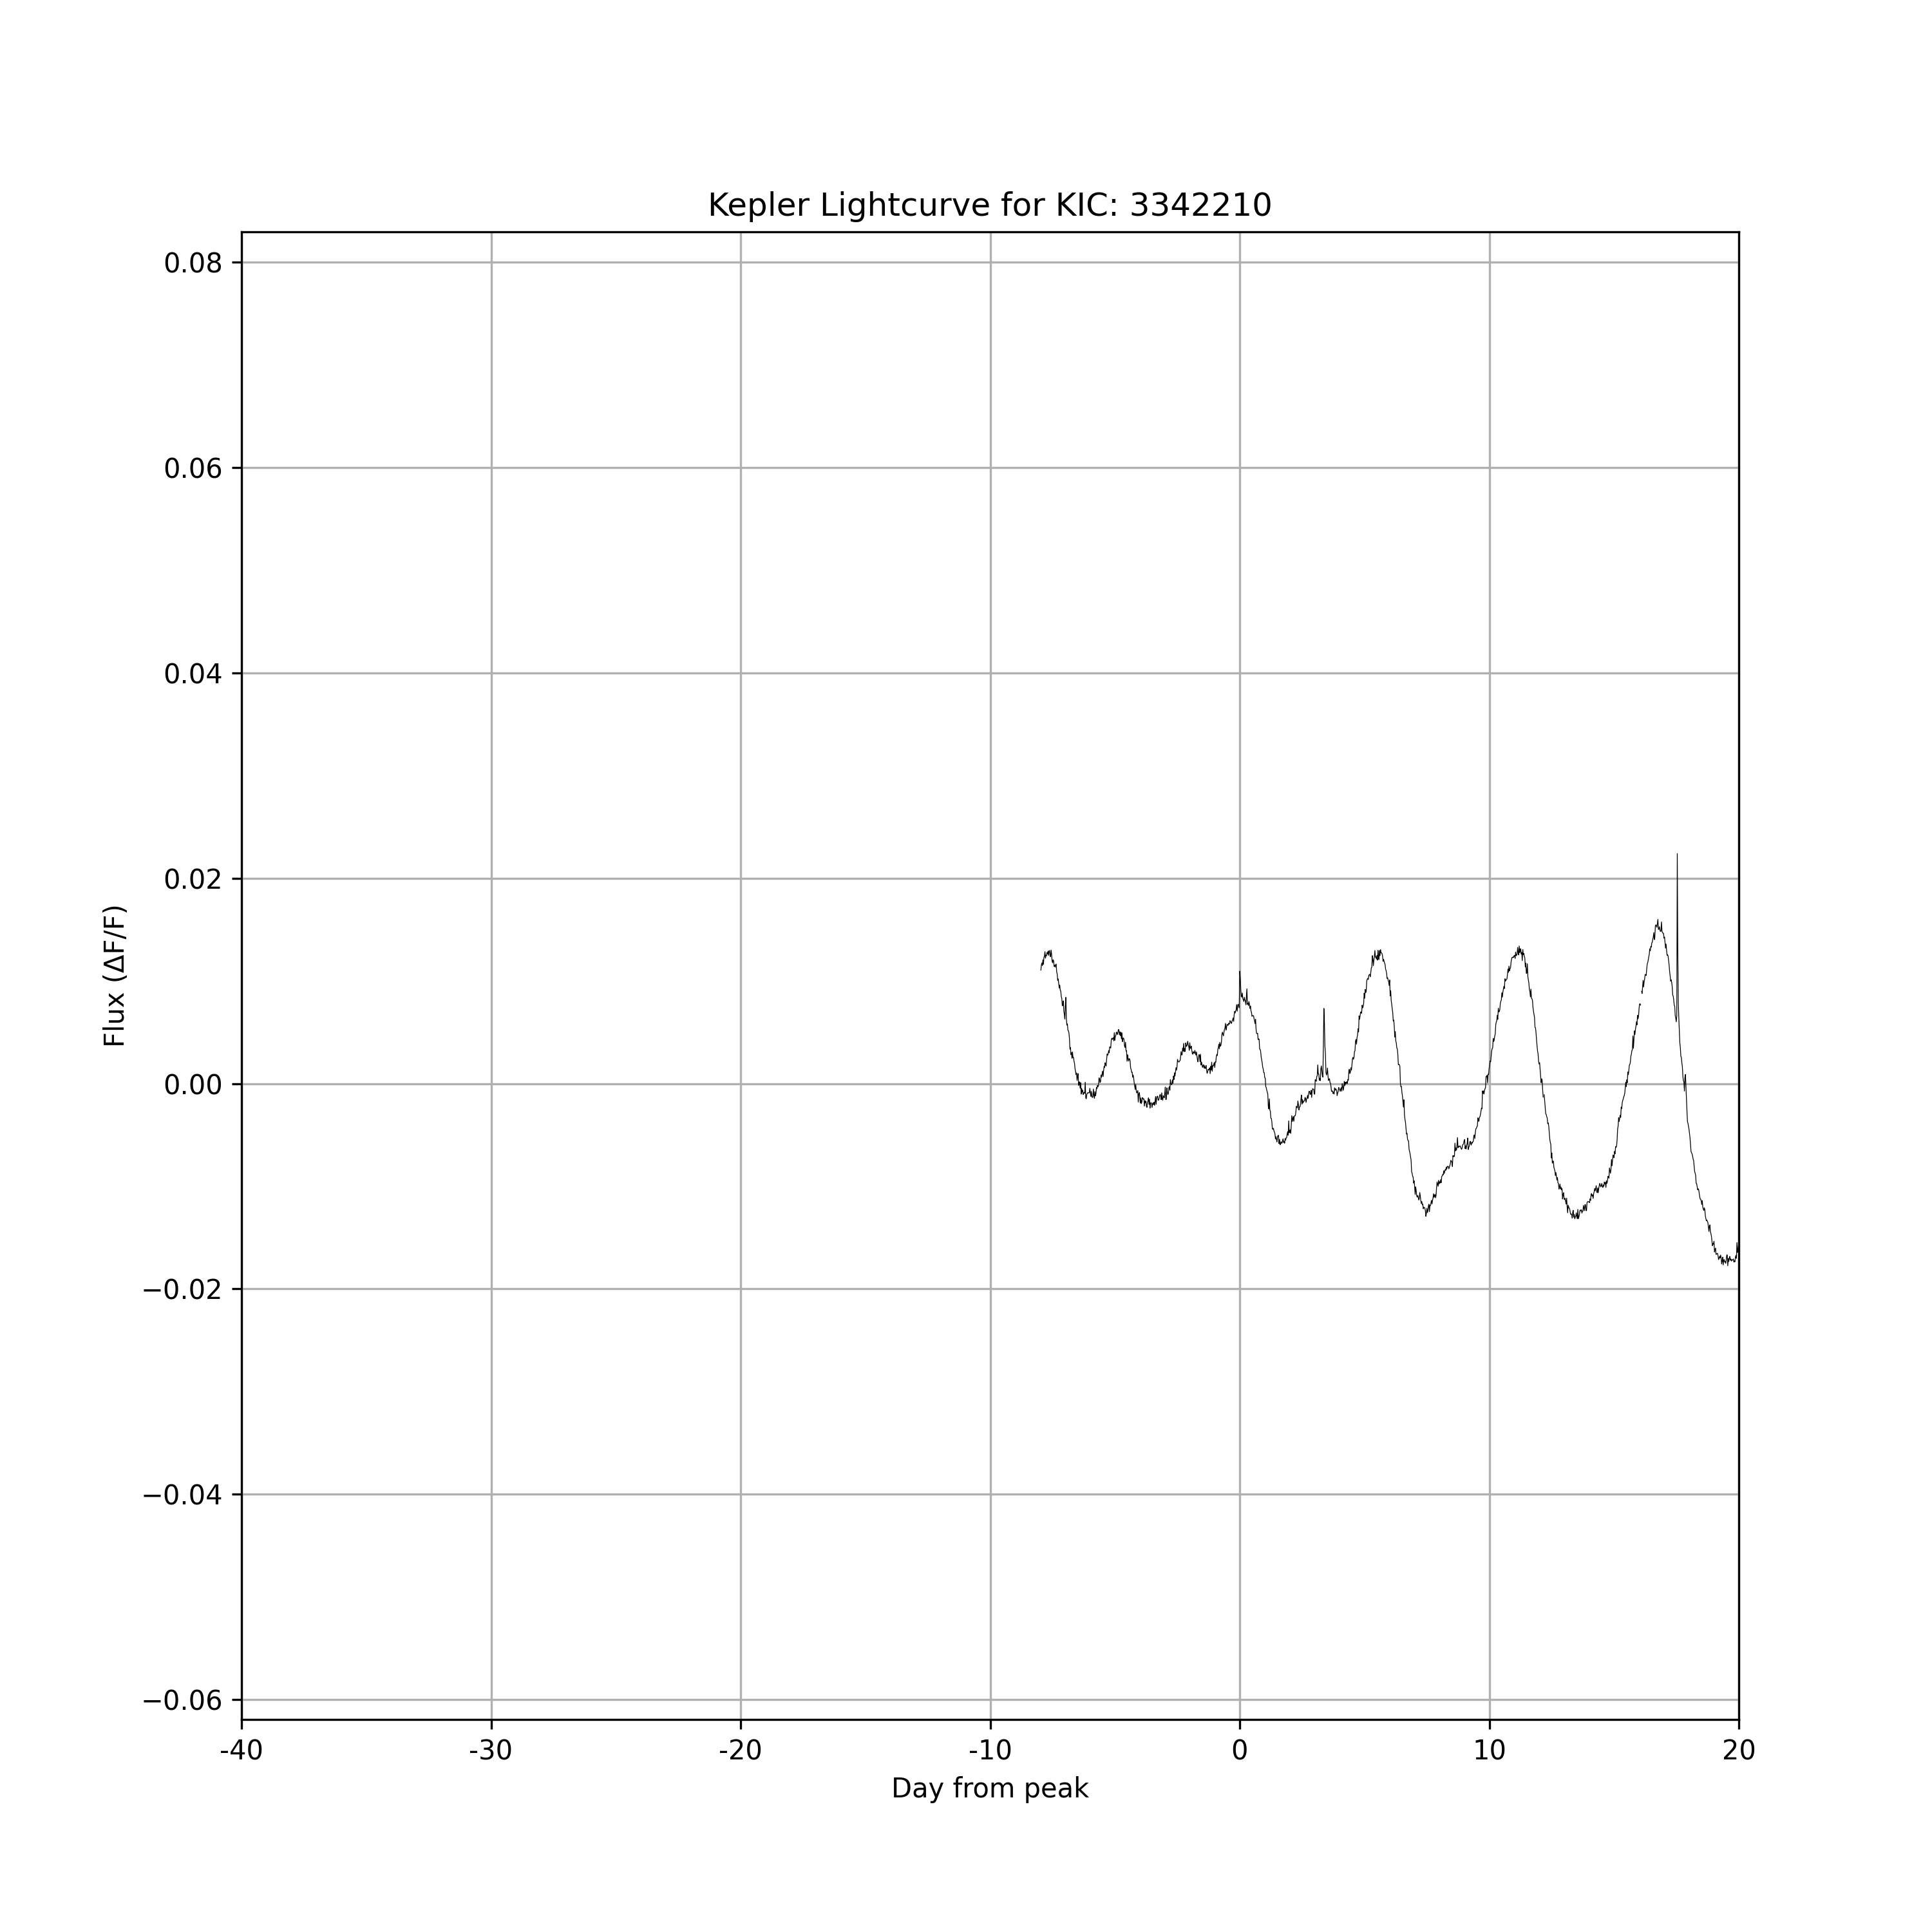 Kepler Lightcurve for KIC: 3342210
0.08
0.06
0.04
0.02
0.00
−0.02
−0.04
−0.06
Flux (ΔF/F)
-40 -30 -20 -10 0 10 20
Day from peak